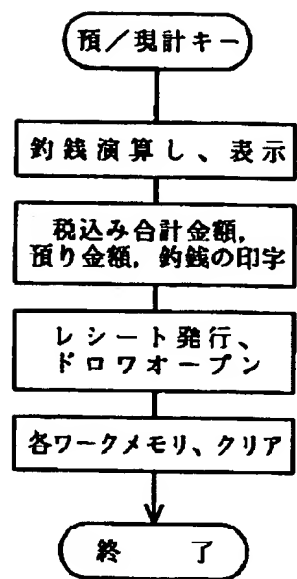 預／現計キー
釣銭演算し、表示
税込み合計金額,
預り金額, 釣銭の印字
レシート発行、
ドロワオープン
各ワークメモリ、クリア
終 了